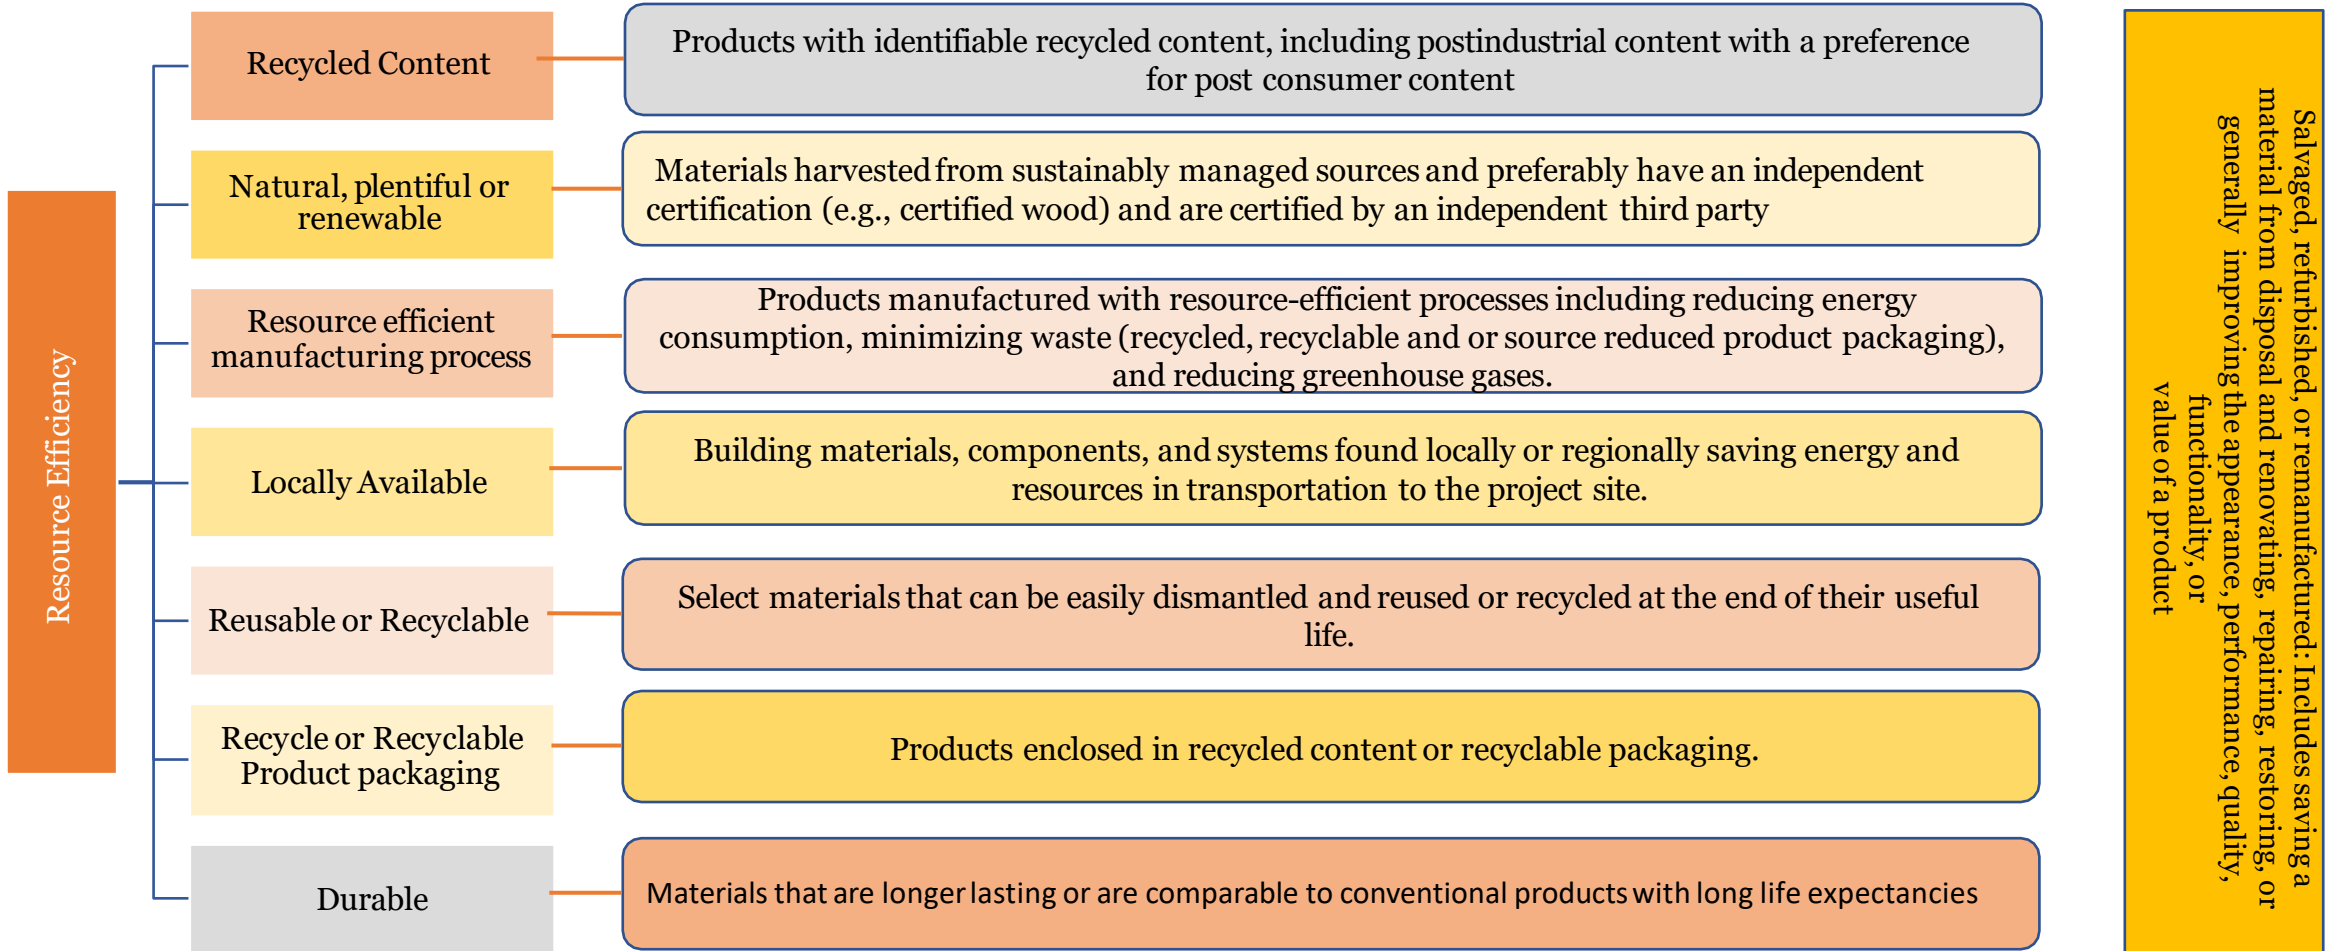 Resource Efficiency
Recycled Content
Products with identifiable recycled content, including postindustrial content with a preference
for post consumer content
Natural, plentiful or
renewable
Materials harvested from sustainably managed sources and preferably have an independent
certification (e.g., certified wood) and are certified by an independent third party
Resource efficient
manufacturing process
Products manufactured with resource-efficient processes including reducing energy
consumption, minimizing waste (recycled, recyclable and or source reduced product packaging),
and reducing greenhouse gases.
Locally Available
Building materials, components, and systems found locally or regionally saving energy and
resources in transportation to the project site.
Reusable or Recyclable
Select materials that can be easily dismantled and reused or recycled at the end of their useful
life.
Recycle or Recyclable
Product packaging
Products enclosed in recycled content or recyclable packaging.
Durable
Materials that are longer lasting or are comparable to conventional products with long life expectancies
Salvaged, refurbished, or remanufactured: Includes saving a
material from disposal and renovating, repairing, restoring, or
generally improving the appearance, performance, quality,
functionality, or
value of a product